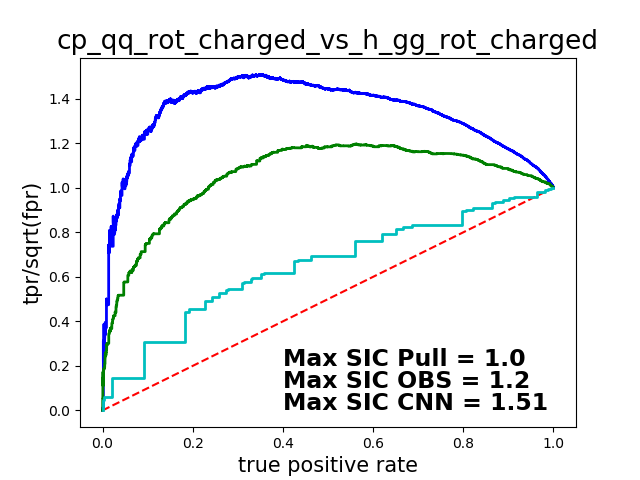 cp_qq_rot_charged_vs_h_gg_rot_charged
tpr/sqrt(fpr)
1.4
1.2
1.0
0.8
0.6
0.4
0.2
0.0
Max SIC Pull = 1.0
Max SIC OBS = 1.2
Max SIC CNN = 1.51
0.0 0.2 0.4 0.6 0.8 1.0
true positive rate